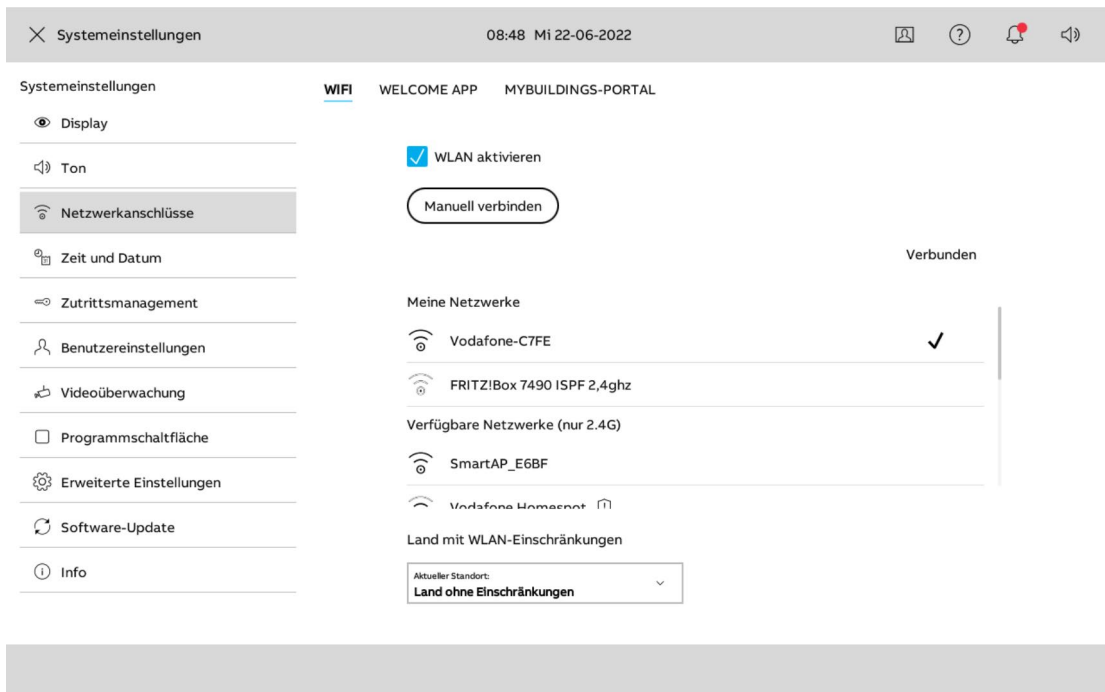 Systemeinstellungen
08:48 Mi 22-06-2022
Systemeinstellungen
Display
Ton
Netzwerkanschlüsse
Zeit und Datum
Zutrittsmanagement
Benutzereinstellungen
Videoüberwachung
Programmschaltfläche
Erweiterte Einstellungen
Software-Update
Info
WIFI WELCOME APP MYBUILDINGS-PORTAL
WLAN aktivieren
Manuell verbinden
Verbunden
Meine Netzwerke
Vodafone-C7FE
FRITZ!Box 7490 ISPF 2,4ghz
Verfügbare Netzwerke (nur 2.4G)
SmartAP_E6BF
Vodafone Homespot
Land mit WLAN-Einschränkungen
Aktueller Standort:
Land ohne Einschränkungen